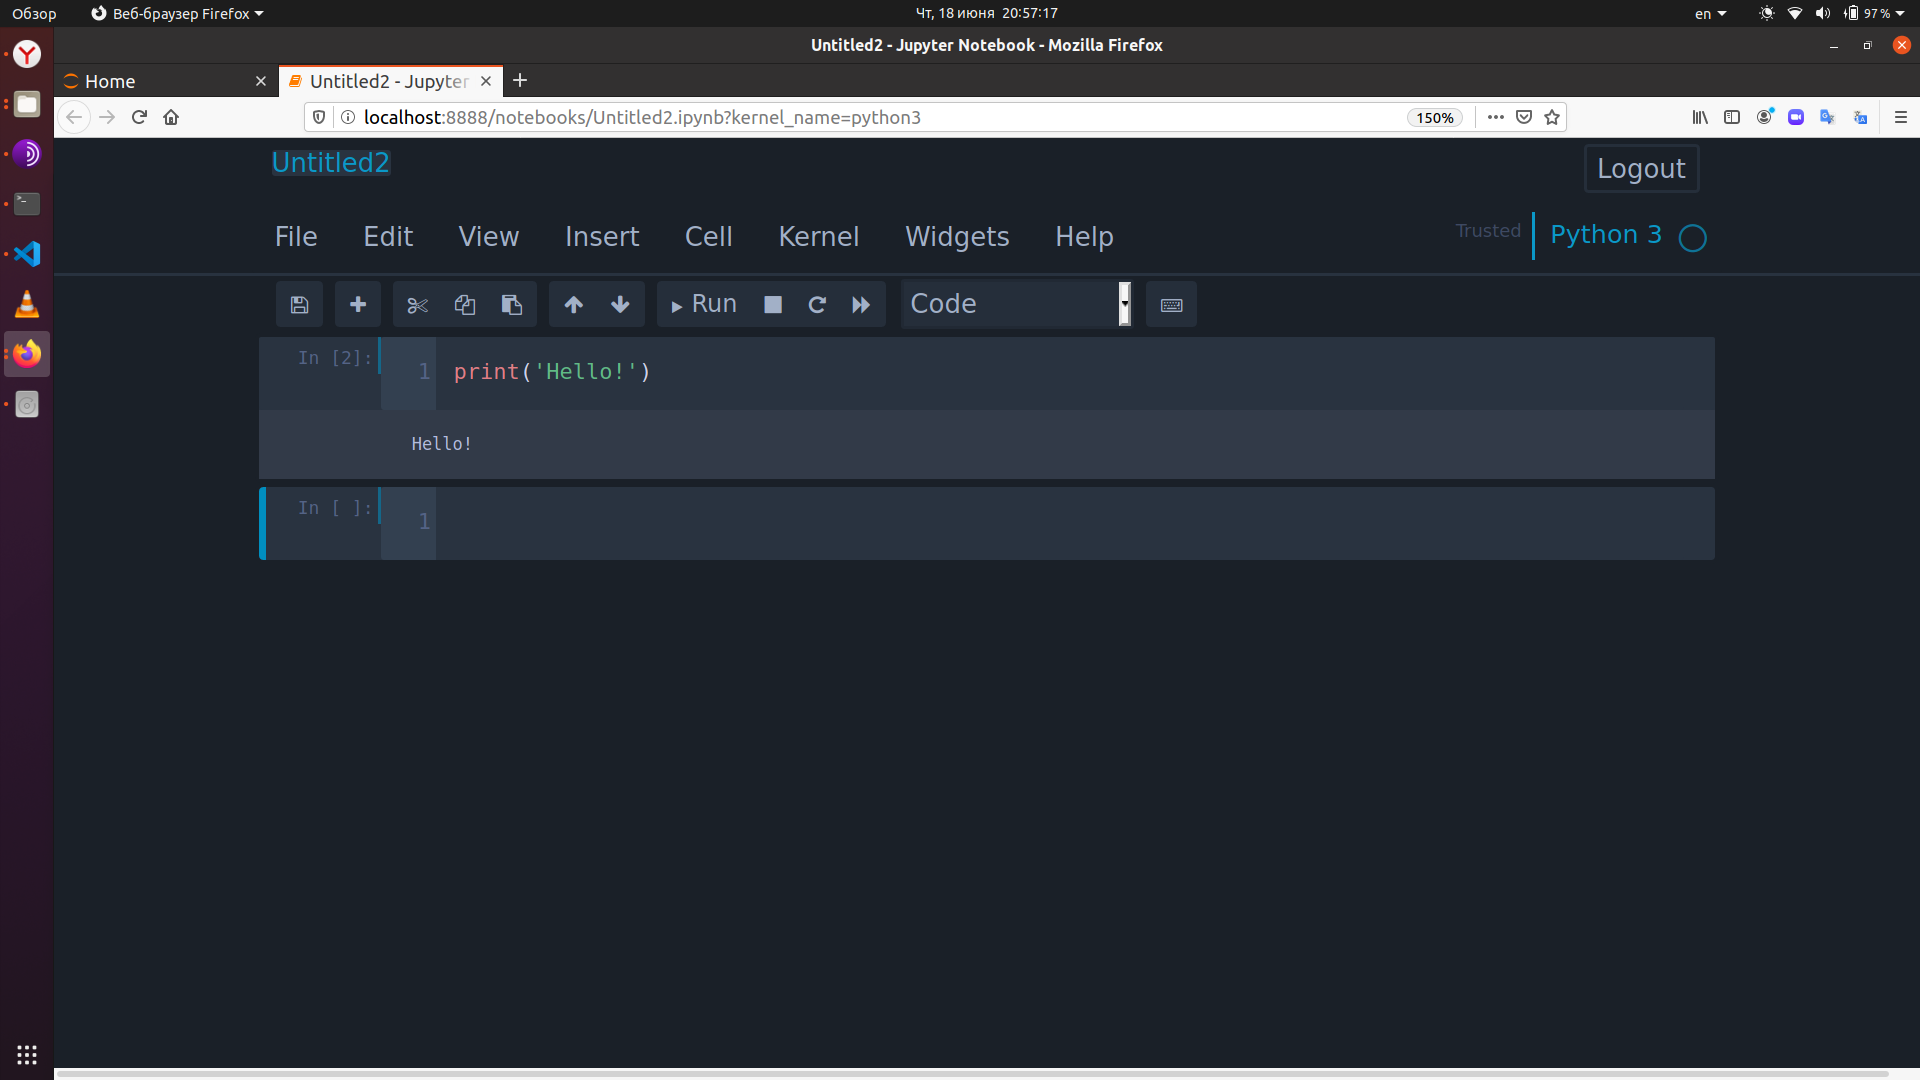 Обзор
Веб-браузер Firefox
Чт, 18 июня 20:57:17
en
97 %
Untitled2 - Jupyter Notebook - Mozilla Firefox
Home
Untitled2 - Jupyter
localhost:8888/notebooks/Untitled2.ipynb?kernel_name=python3
150%
Untitled2
Logout
File Edit View Insert Cell Kernel Widgets Help
Trusted
Python 3
Run
Code
In [2]:
1 print('Hello!')
Hello!
In [ ]:
1